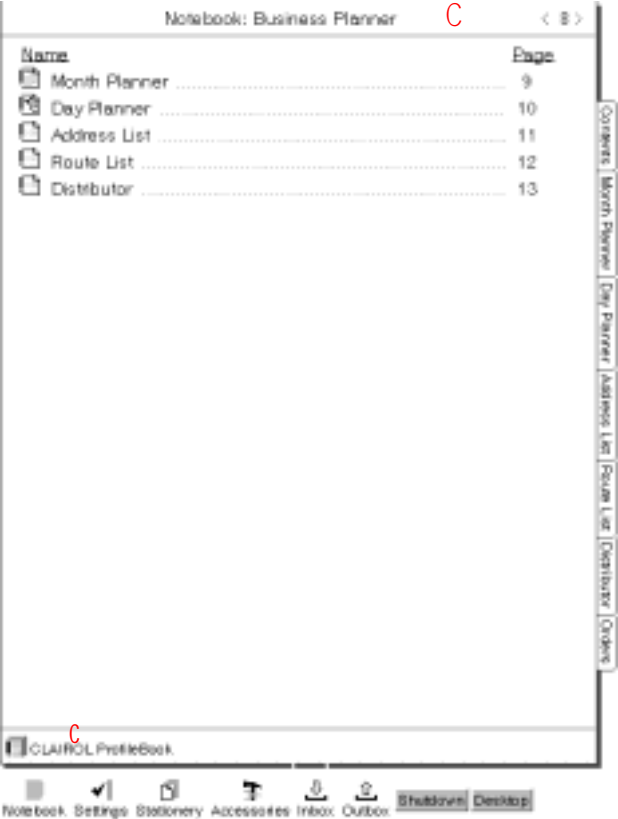 Notebook: Business Planner C < 8 >
Name Page
Month Planner 9
Day Planner 10
Address List 11
Route List 12
Distributor 13
Contents
Month Planner
Day Planner
Address List
Route List
Distributor
Orders
C
CLAIROL ProfileBook
Notebook Settings Stationery Accessories Inbox Outbox Shutdown Desktop